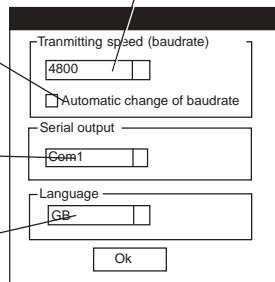 Tranmitting speed (baudrate)
4800
Automatic change of baudrate
Serial output
Com1
Language
GB
Ok